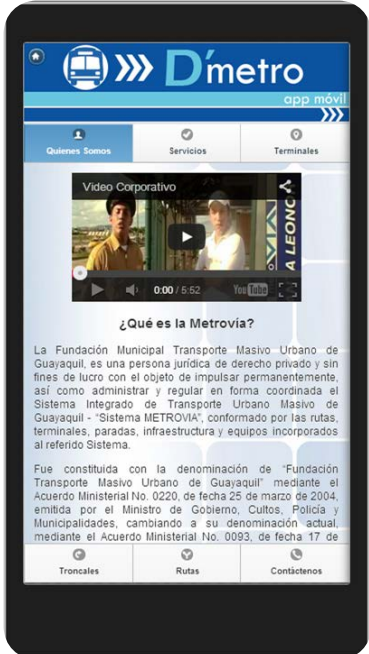 D'metro
app móvil
Quienes Somos
Servicios
Terminales
Video Corporativo
A LEONC
0:00 / 5:52
YouTube
¿Qué es la Metrovía?
La Fundación Municipal Transporte Masivo Urbano de
Guayaquil, es una persona jurídica de derecho privado y sin
fines de lucro con el objeto de impulsar permanentemente,
así como administrar y regular en forma coordinada el
Sistema Integrado de Transporte Urbano Masivo de
Guayaquil - "Sistema METROVIA", conformado por las rutas,
terminales, paradas, infraestructura y equipos incorporados
al referido Sistema.
Fue constituida con la denominación de "Fundación
Transporte Masivo Urbano de Guayaquil" mediante el
Acuerdo Ministerial No. 0220, de fecha 25 de marzo de 2004,
emitida por el Ministro de Gobierno, Cultos, Policía y
Municipalidades, cambiando a su denominación actual,
mediante el Acuerdo Ministerial No. 0093, de fecha 17 de
Troncales
Rutas
Contáctenos